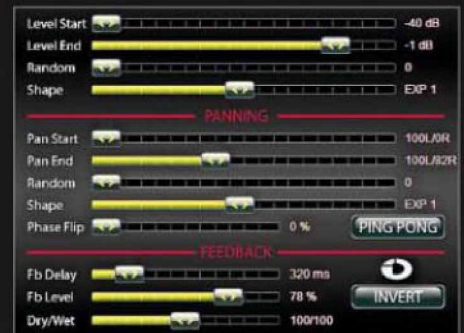 Level Start -40 dB
Level End -1 dB
Random 0
Shape EXP 1
PANNING
Pan Start 100L/0R
Pan End 100L/82R
Random 0
Shape EXP 1
Phase Flip 0 % PING PONG
FEEDBACK
Fb Delay 320 ms
Fb Level 78 % INVERT
Dry/Wet 100/100